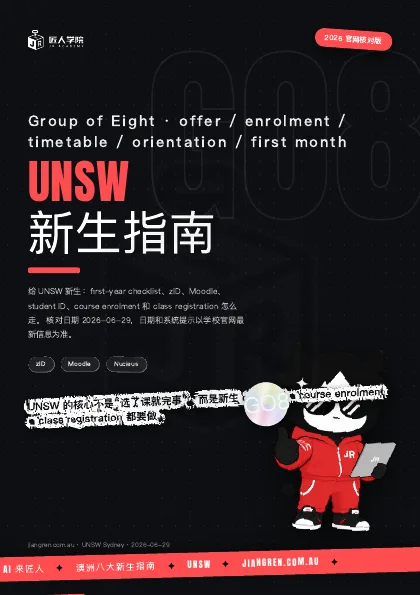 匠人学院
JR ACADEMY
2026 官网核对版
GO8
Group of Eight · offer / enrolment /
timetable / orientation / first month
UNSW
新生指南
给 UNSW 新生：first-year checklist、zID、Moodle、
student ID、course enrolment 和 class registration 怎么
走。 核对日期 2026-06-29，日期和系统提示以学校官网最
新信息为准。
zID
Moodle
Nucleus
UNSW 的核心不是“选了课就完事”，而是新生 course enrolment
class registration 都要做
GO8
JR
jiangren.com.au · UNSW Sydney · 2026-06-29
AI 来匠人 ✦ 澳洲八大新生指南 ✦ UNSW ✦ JIANGREN.COM.AU ✦